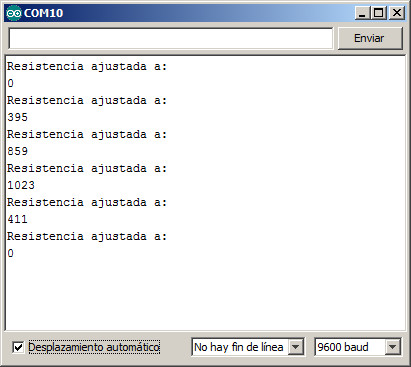 COM10
Enviar
Resistencia ajustada a:
0
Resistencia ajustada a:
395
Resistencia ajustada a:
859
Resistencia ajustada a:
1023
Resistencia ajustada a:
411
Resistencia ajustada a:
0
Desplazamiento automático No hay fin de línea 9600 baud